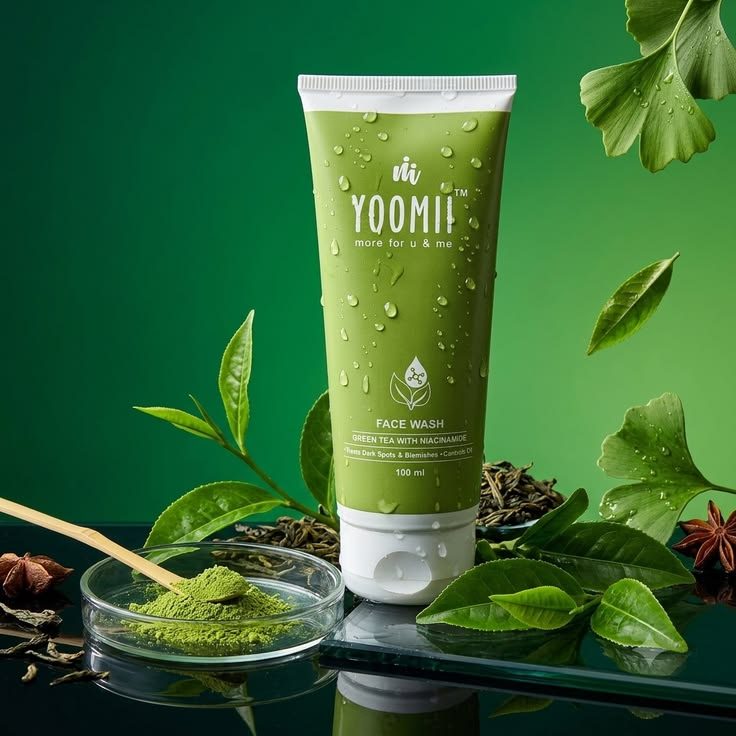 YOOMII™
more for u & me
FACE WASH
GREEN TEA WITH NIACINAMIDE
Treats Dark Spots & Blemishes • Controls Oil
100 ml